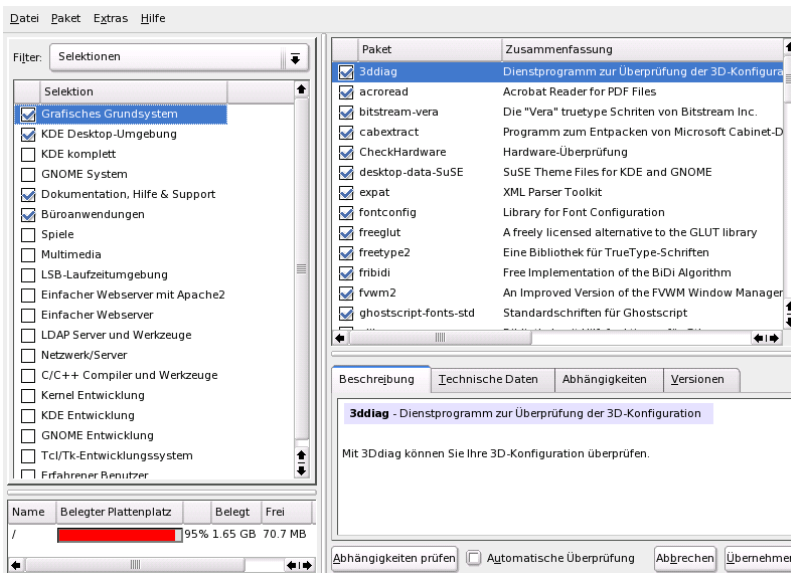 Datei Paket Extras Hilfe
Filter: Selektionen
Selektion
Grafisches Grundsystem
KDE Desktop-Umgebung
KDE komplett
GNOME System
Dokumentation, Hilfe & Support
Büroanwendungen
Spiele
Multimedia
LSB-Laufzeitumgebung
Einfacher Webserver mit Apache2
Einfacher Webserver
LDAP Server und Werkzeuge
Netzwerk/Server
C/C++ Compiler und Werkzeuge
Kernel Entwicklung
KDE Entwicklung
GNOME Entwicklung
Tcl/Tk-Entwicklungssystem
Erfahrener Benutzer
Name Belegter Plattenplatz Belegt Frei
/ 95% 1.65 GB 70.7 MB
Paket Zusammenfassung
3ddiag Dienstprogramm zur Überprüfung der 3D-Konfigura
acroread Acrobat Reader for PDF Files
bitstream-vera Die "Vera" truetype Schriten von Bitstream Inc.
cabextract Programm zum Entpacken von Microsoft Cabinet-D
CheckHardware Hardware-Überprüfung
desktop-data-SuSE SuSE Theme Files for KDE and GNOME
expat XML Parser Toolkit
fontconfig Library for Font Configuration
freeglut A freely licensed alternative to the GLUT library
freetype2 Eine Bibliothek für TrueType-Schriften
fribidi Free Implementation of the BiDi Algorithm
fvwm2 An Improved Version of the FVWM Window Manager
ghostscript-fonts-std Standardschriften für Ghostscript
Beschreibung Technische Daten Abhängigkeiten Versionen
3ddiag - Dienstprogramm zur Überprüfung der 3D-Konfiguration
Mit 3Ddiag können Sie Ihre 3D-Konfiguration überprüfen.
Abhängigkeiten prüfen Automatische Überprüfung Abbrechen Übernehmen